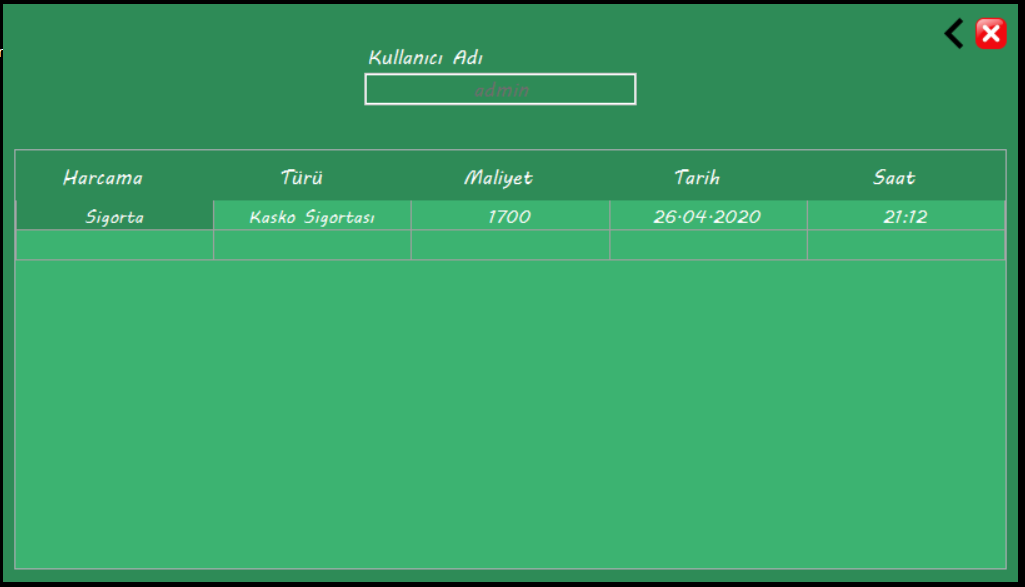 Kullanıcı Adı
admin
Harcama Türü Maliyet Tarih Saat
Sigorta Kasko Sigortası 1700 26.04.2020 21:12